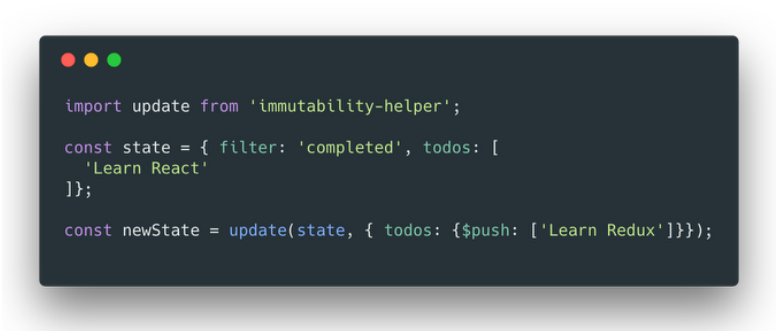 import update from 'immutability-helper';
const state = { filter: 'completed', todos: [
'Learn React'
]};
const newState = update(state, { todos: {$push: ['Learn Redux']}});